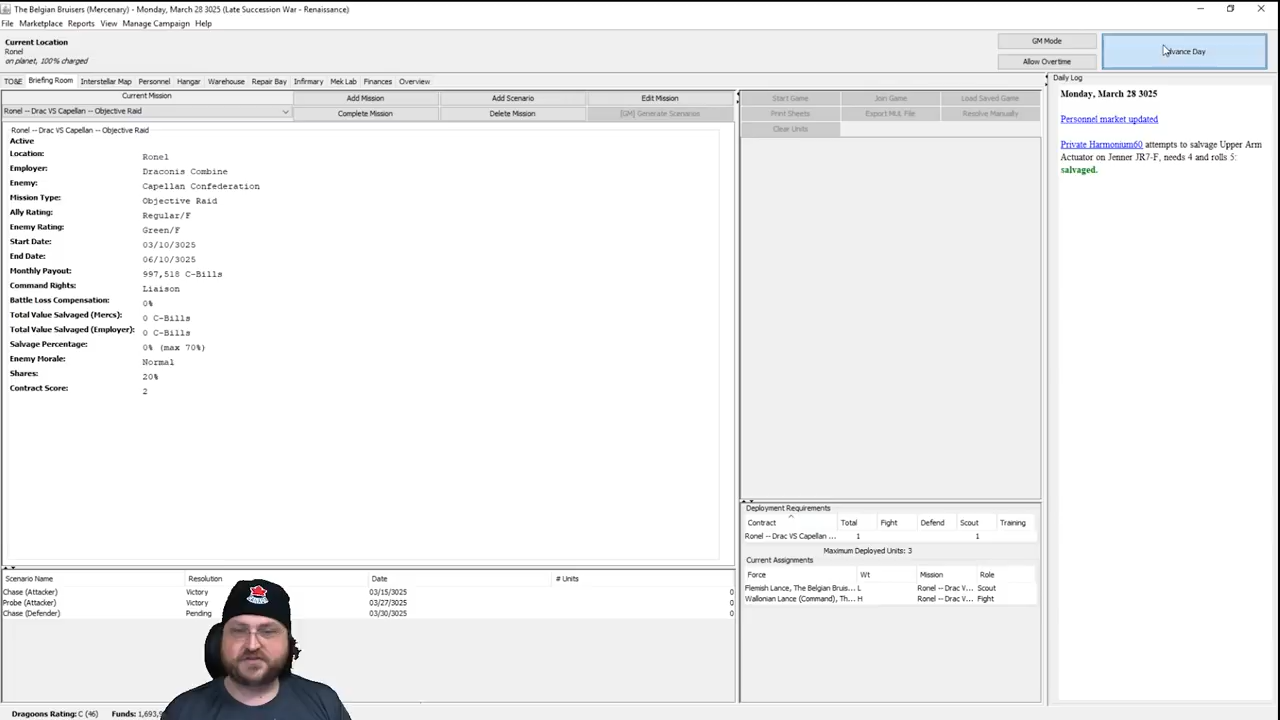 The Belgian Bruisers (Mercenary) - Monday, March 28 3025 (Late Succession War - Renaissance)
File Marketplace Reports View Manage Campaign Help
Current Location
Ronel
on planet, 100% charged
GM Mode
Allow Overtime
dvance Day
TO&E Briefing Room Interstellar Map Personnel Hangar Warehouse Repair Bay Infirmary Mek Lab Finances Overview
Current Mission
Ronel -- Drac VS Capellan -- Objective Raid
Add Mission Add Scenario Edit Mission
Complete Mission Delete Mission [GM] Generate Scenarios
Ronel -- Drac VS Capellan -- Objective Raid
Active
Location: Ronel
Employer: Draconis Combine
Enemy: Capellan Confederation
Mission Type: Objective Raid
Ally Rating: Regular/F
Enemy Rating: Green/F
Start Date: 03/10/3025
End Date: 06/10/3025
Monthly Payout: 997,518 C-Bills
Command Rights: Liaison
Battle Loss Compensation: 0%
Total Value Salvaged (Mercs): 0 C-Bills
Total Value Salvaged (Employer): 0 C-Bills
Salvage Percentage: 0% (max 70%)
Enemy Morale: Normal
Shares: 20%
Contract Score: 2
Scenario Name Resolution Date # Units
Chase (Attacker) Victory 03/15/3025 0
Probe (Attacker) Victory 03/27/3025 0
Chase (Defender) Pending 03/30/3025 0
Start Game Join Game Load Saved Game
Print Sheets Export MUL File Resolve Manually
Clear Units
Deployment Requirements
Contract Total Fight Defend Scout Training
Ronel -- Drac VS Capellan ... 1 1
Maximum Deployed Units: 3
Current Assignments
Force Wt Mission Role
Flemish Lance, The Belgian Bruis... L Ronel -- Drac V... Scout
Wallonian Lance (Command), Th... H Ronel -- Drac V... Fight
Daily Log
Monday, March 28 3025
Personnel market updated
Private Harmonium60 attempts to salvage Upper Arm
Actuator on Jenner JR7-F, needs 4 and rolls 5:
salvaged.
Dragoons Rating: C (46) Funds: 1,693,9